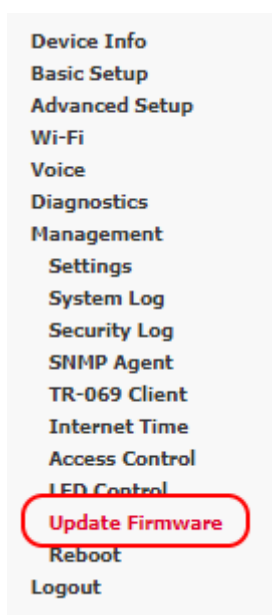 Device Info
Basic Setup
Advanced Setup
Wi-Fi
Voice
Diagnostics
Management
Settings
System Log
Security Log
SNMP Agent
TR-069 Client
Internet Time
Access Control
LED Control
Update Firmware
Reboot
Logout